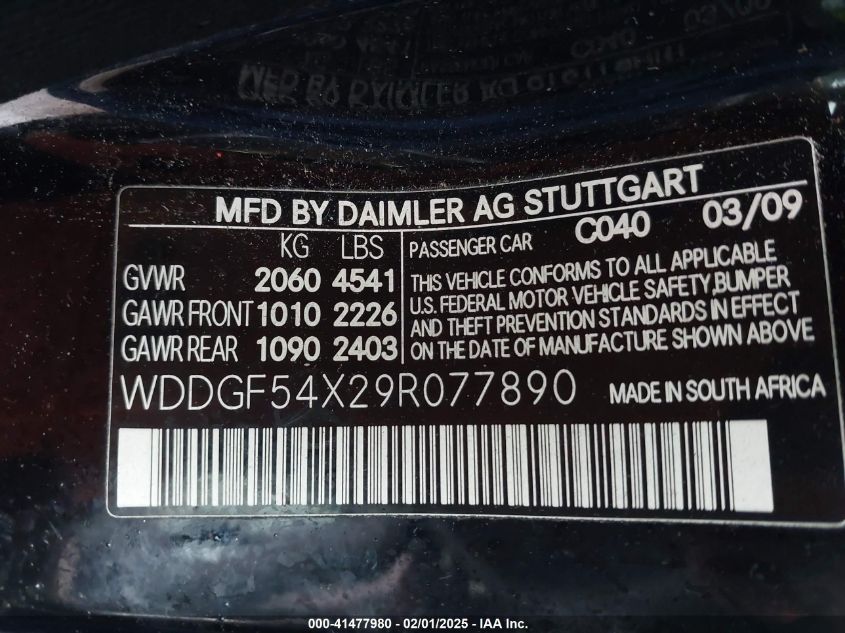 MFD BY DAIMLER AG STUTTGART
KG LBS PASSENGER CAR C040 03/09
GVWR 2060 4541
GAWR FRONT 1010 2226
GAWR REAR 1090 2403
THIS VEHICLE CONFORMS TO ALL APPLICABLE
U.S. FEDERAL MOTOR VEHICLE SAFETY,BUMPER
AND THEFT PREVENTION STANDARDS IN EFFECT
ON THE DATE OF MANUFACTURE SHOWN ABOVE
WDDGF54X29R077890 MADE IN SOUTH AFRICA
000-41477980 - 02/01/2025 - IAA Inc.